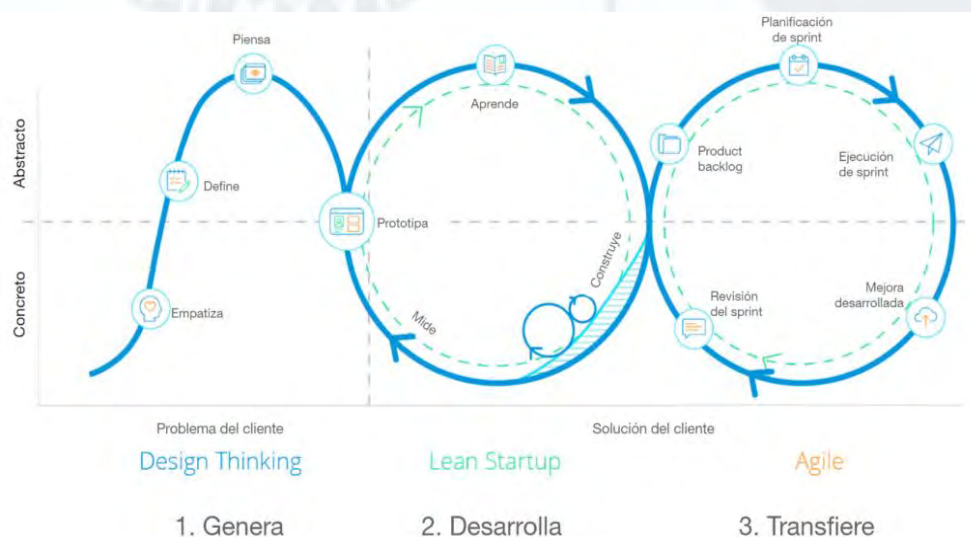 Planificación
de sprint
Piensa
Aprende
Abstracto
Product
backlog
Ejecución
de sprint
Define
Prototipa
Concreto
Construye
Empatiza
Mide
Revisión
del sprint
Mejora
desarrollada
Problema del cliente
Solución del cliente
Design Thinking
Lean Startup
Agile
1. Genera
2. Desarrolla
3. Transfiere